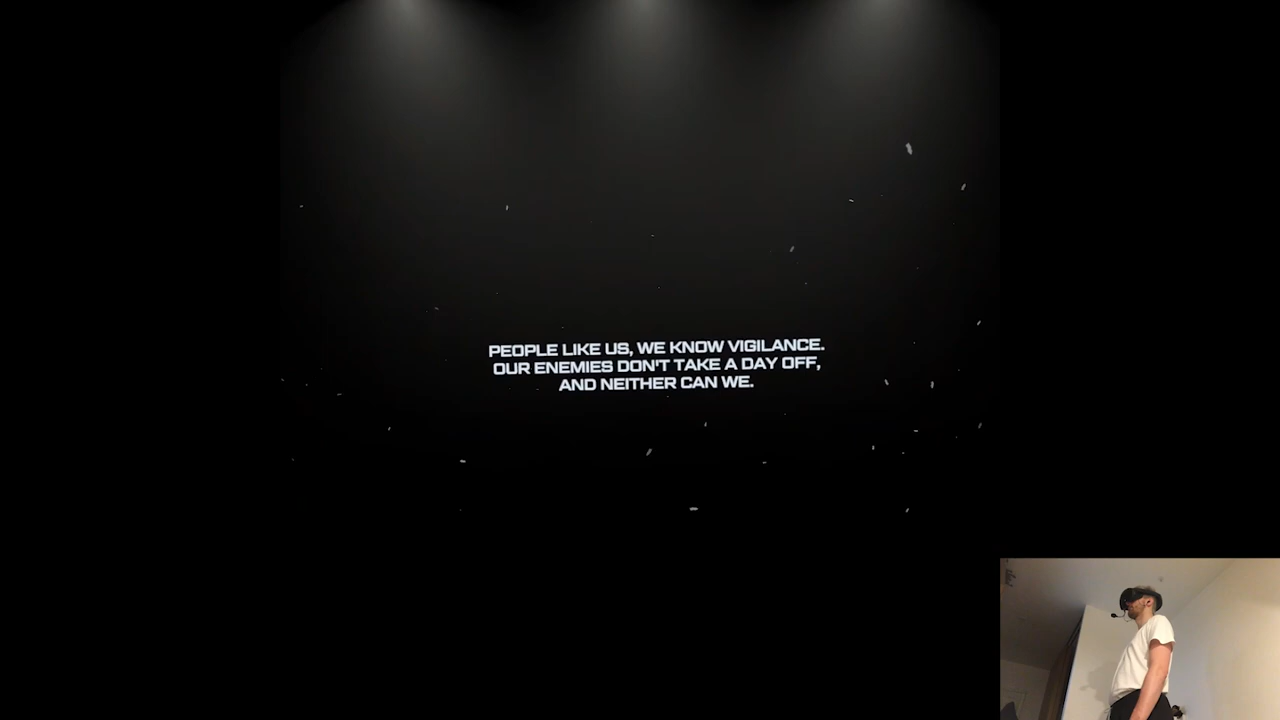 PEOPLE LIKE US, WE KNOW VIGILANCE.
OUR ENEMIES DON'T TAKE A DAY OFF,
AND NEITHER CAN WE.